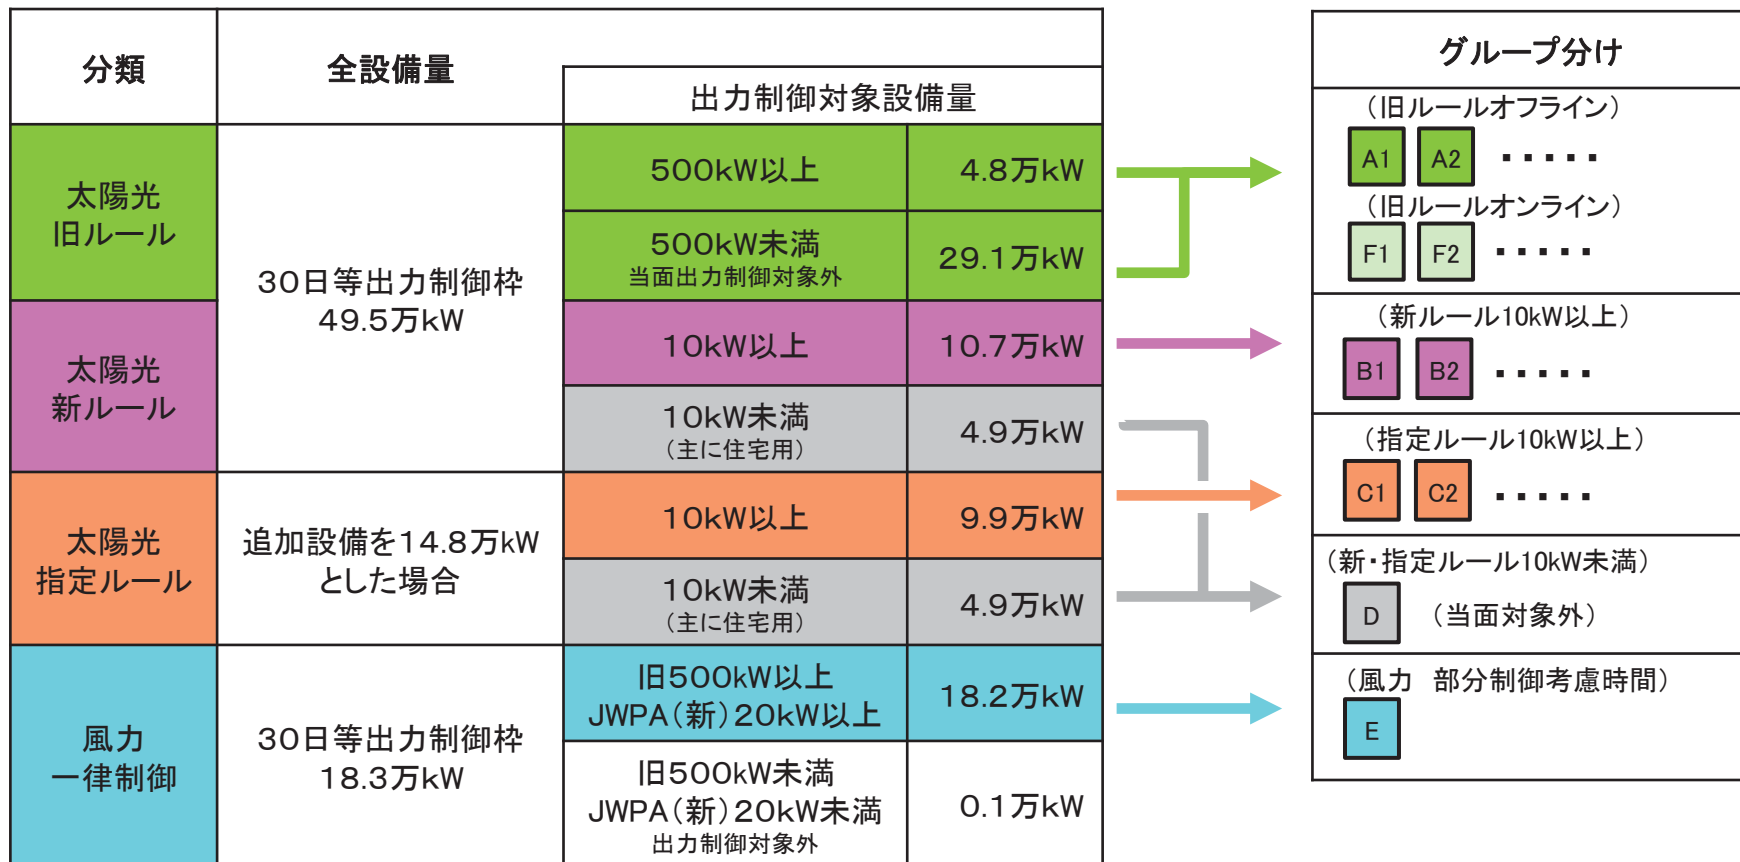 分類
全設備量
出力制御対象設備量
太陽光
旧ルール
30日等出力制御枠
49.5万kW
500kW以上
4.8万kW
500kW未満
当面出力制御対象外
29.1万kW
太陽光
新ルール
10kW以上
10.7万kW
10kW未満
(主に住宅用)
4.9万kW
太陽光
指定ルール
追加設備を14.8万kW
とした場合
10kW以上
9.9万kW
10kW未満
(主に住宅用)
4.9万kW
風力
一律制御
30日等出力制御枠
18.3万kW
旧500kW以上
JWPA(新)20kW以上
18.2万kW
旧500kW未満
JWPA(新)20kW未満
出力制御対象外
0.1万kW
グループ分け
(旧ルールオフライン)
A1 A2 ・・・・・
(旧ルールオンライン)
F1 F2 ・・・・・
(新ルール10kW以上)
B1 B2 ・・・・・
(指定ルール10kW以上)
C1 C2 ・・・・・
(新・指定ルール10kW未満)
D (当面対象外)
(風力 部分制御考慮時間)
E